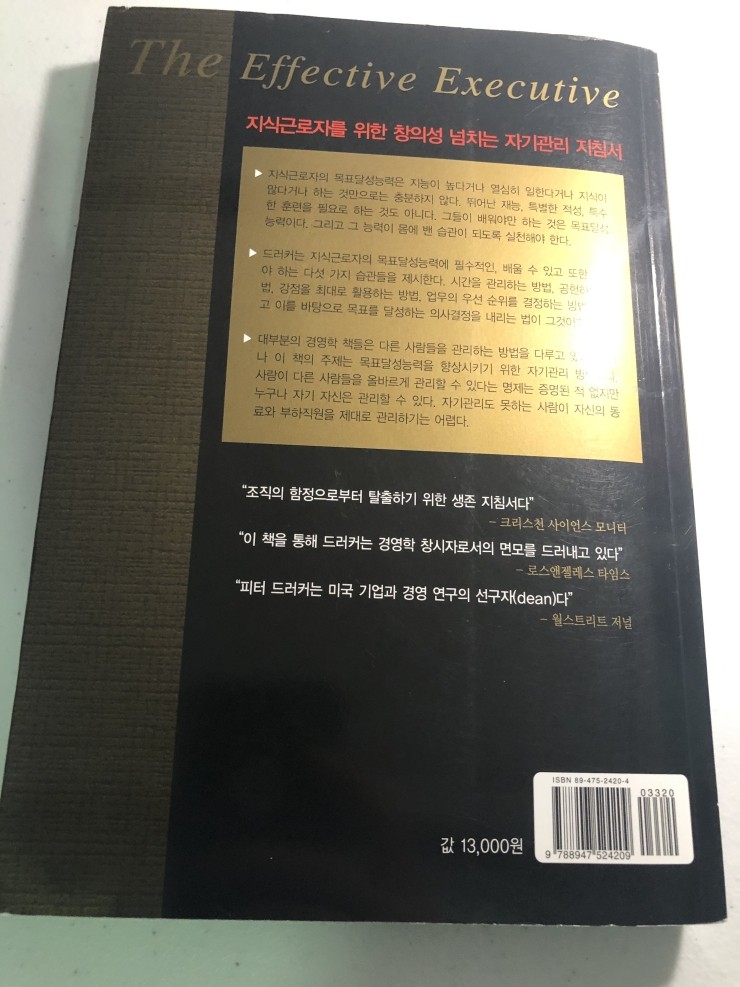 The Effective Executive
지식근로자를 위한 창의성 넘치는 자기관리 지침서
▶ 지식근로자의 목표달성능력은 지능이 높다거나 열심히 일한다거나 지식이
많다거나 하는 것만으로는 충분하지 않다. 뛰어난 재능, 특별한 적성, 특수
한 훈련을 필요로 하는 것도 아니다. 그들이 배워야만 하는 것은 목표달성
능력이다. 그리고 그 능력이 몸에 밴 습관이 되도록 실천해야 한다.
▶ 드러커는 지식근로자의 목표달성능력에 필수적인, 배울 수 있고 또한
야 하는 다섯 가지 습관들을 제시한다. 시간을 관리하는 방법,
법, 강점을 최대로 활용하는 방법, 업무의 우선 순위를 결정하는
고 이를 바탕으로 목표를 달성하는 의사결정을 내리는 법이
▶ 대부분의 경영학 책들은 다른 사람들을 관리하는 방법을 다루고
나 이 책의 주제는 목표달성능력을 향상시키기 위한 자기관리
사람이 다른 사람들을 올바르게 관리할 수 있다는 명제는 증명된 적 없지만
누구나 자기 자신은 관리할 수 있다. 자기관리도 못하는 사람이 자신의 동
료와 부하직원을 제대로 관리하기는 어렵다.
“조직의 함정으로부터 탈출하기 위한 생존 지침서다”
– 크리스천 사이언스 모니터
“이 책을 통해 드러커는 경영학 창시자로서의 면모를 드러내고 있다”
– 로스앤젤레스 타임스
“피터 드러커는 미국 기업과 경영 연구의 선구자(dean)다”
– 월스트리트 저널
ISBN 89-475-2420-4
03320
값 13,000원
9 788947 524209